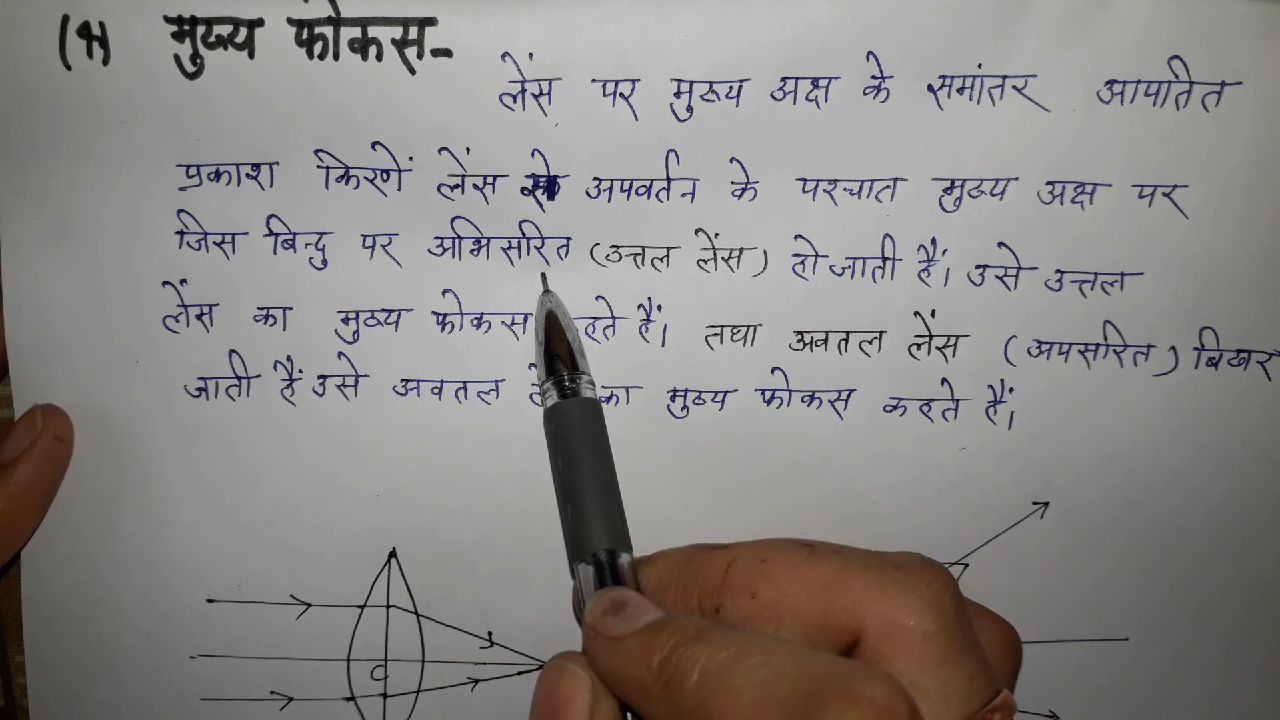 (4) मुख्य फोकस-
लेंस पर मुख्य अक्ष के समांतर आपतित
प्रकाश किरणें लेंस से अपवर्तन के पश्चात मुख्य अक्ष पर
जिस बिन्दु पर अभिसरित (उत्तल लेंस) हो जाती हैं। उसे उत्तल
लेंस का मुख्य फोकस हते हैं। तथा अवतल लेंस (अपसरित) बिखर
जाती हैं उसे अवतल का मुख्य फोकस कहते हैं।
C